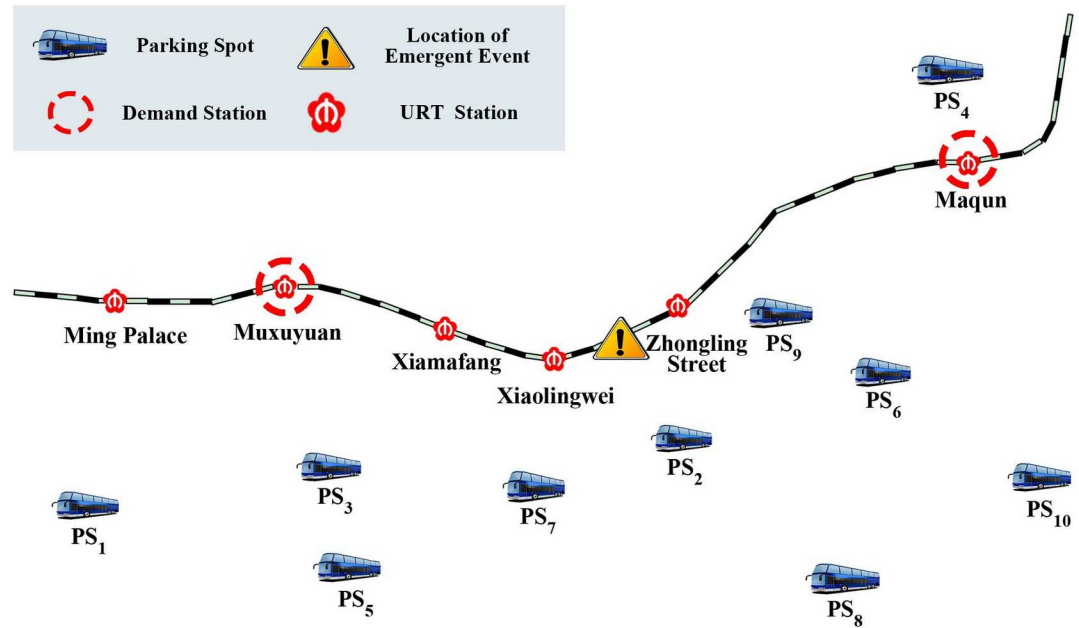 Parking Spot
Location of
Emergent Event
Demand Station
URT Station
PS4
Maqun
Ming Palace
Muxuyuan
Xiamafang
Xiaolingwei
Zhongling
Street
PS9
PS6
PS2
PS3
PS7
PS10
PS1
PS5
PS8